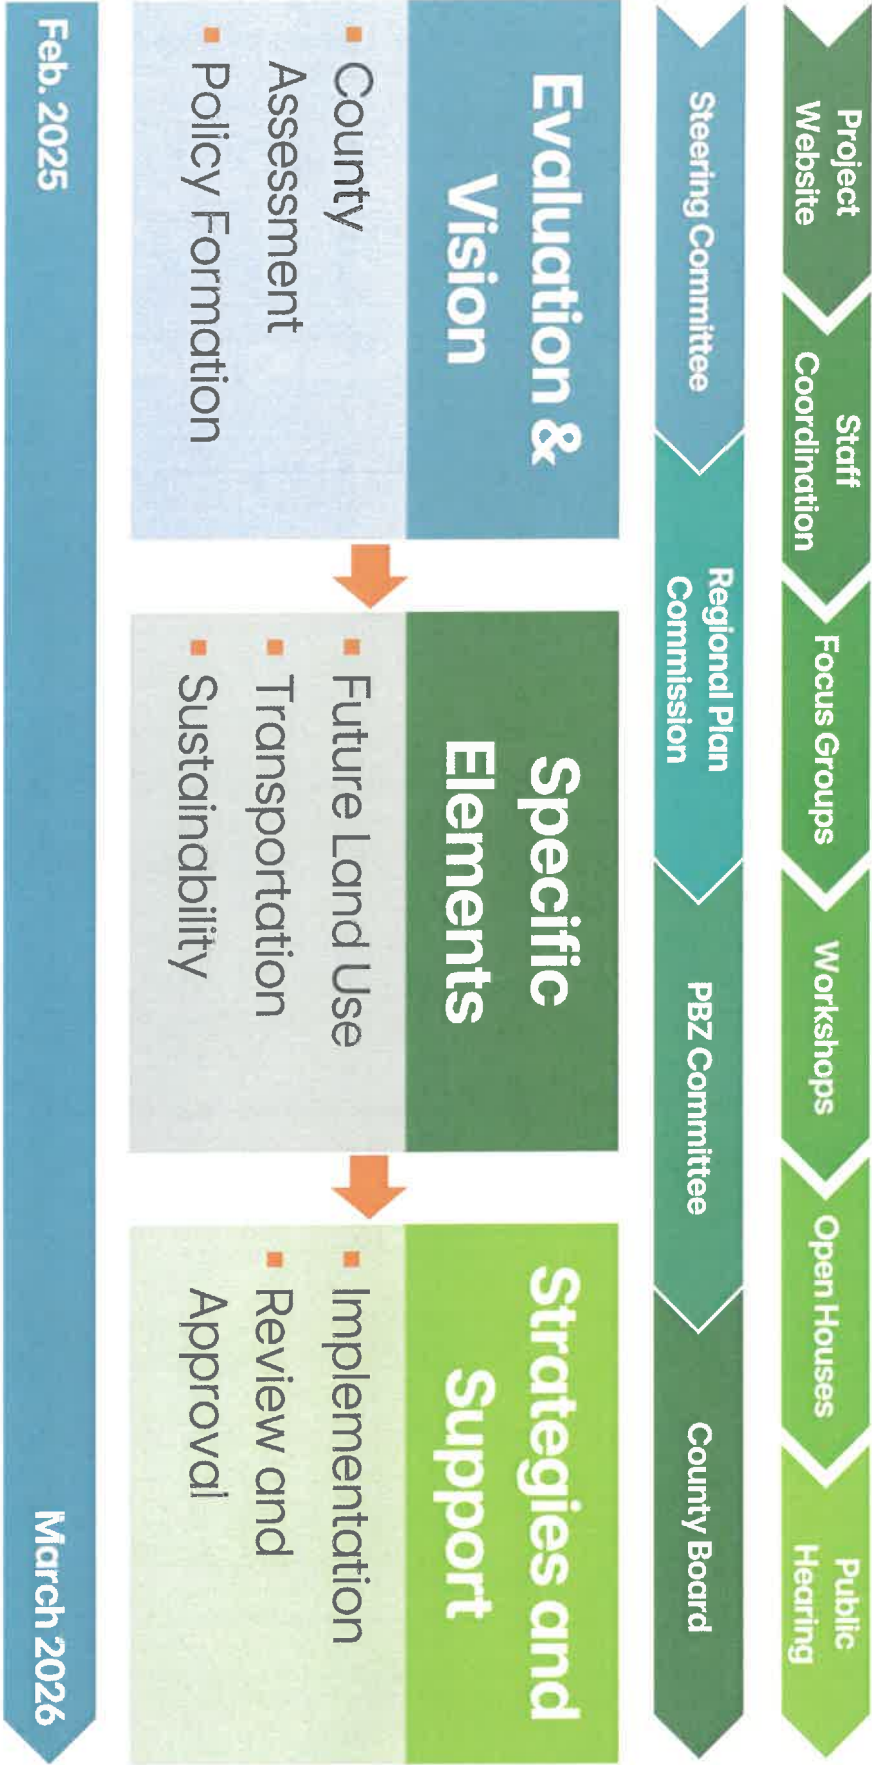 Project
Website
Staff
Coordination
Focus Groups
Workshops
Open Houses
Public
Hearing
Steering Committee
Regional Plan
Commission
PBZ Committee
County Board
Evaluation &
Vision
▪ County
Assessment
▪ Policy Formation
Specific
Elements
▪ Future Land Use
▪ Transportation
▪ Sustainability
Strategies and
Support
▪ Implementation
▪ Review and
Approval
Feb. 2025
March 2026